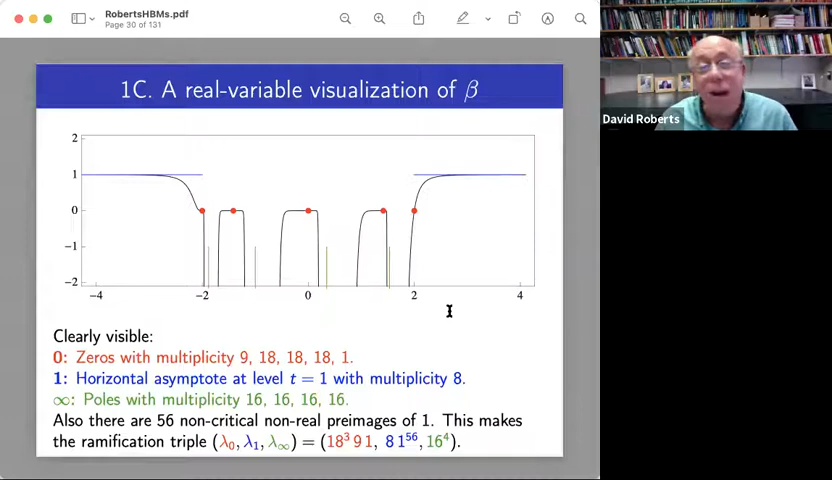 RobertsHBMs.pdf
Page 30 of 131
1C. A real-variable visualization of β
2
1
0
−1
−2
−4
−2
0
2
4
Clearly visible:
0: Zeros with multiplicity 9, 18, 18, 18, 1.
1: Horizontal asymptote at level t = 1 with multiplicity 8.
∞: Poles with multiplicity 16, 16, 16, 16.
Also there are 56 non-critical non-real preimages of 1. This makes
the ramification triple (λ₀, λ₁, λ∞) = (18³ 9 1, 8 1⁵⁶, 16⁴).
David Roberts